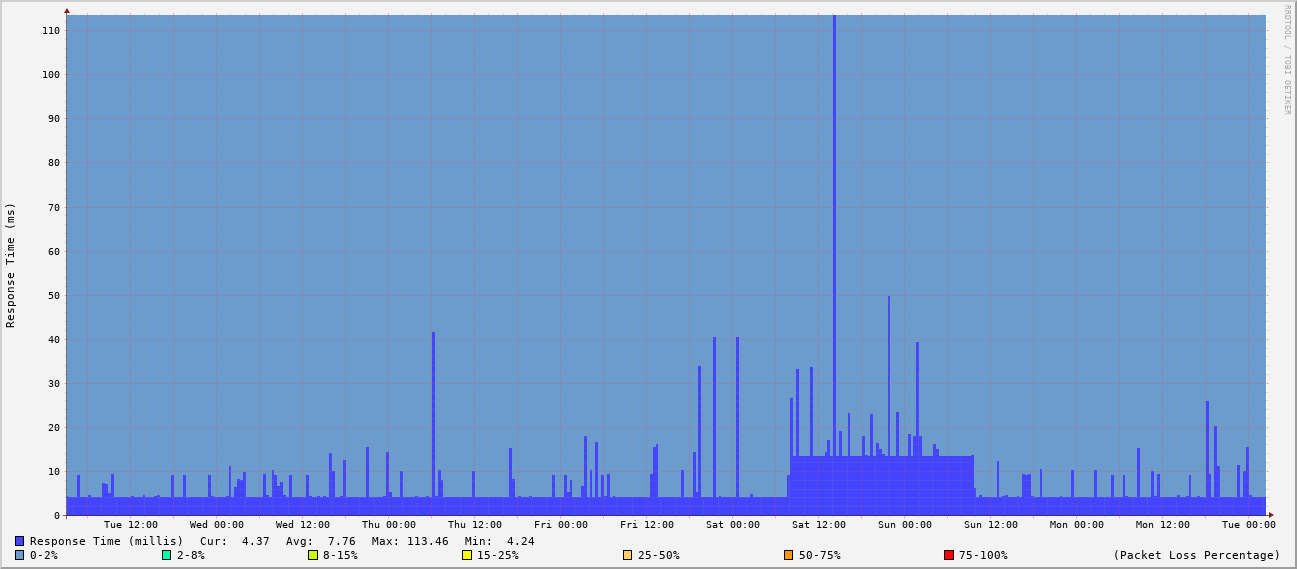 RRDTOOL / TOBI OETIKER
Response Time (ms)
110
100
90
80
70
60
50
40
30
20
10
0
Tue 12:00 Wed 00:00 Wed 12:00 Thu 00:00 Thu 12:00 Fri 00:00 Fri 12:00 Sat 00:00 Sat 12:00 Sun 00:00 Sun 12:00 Mon 00:00 Mon 12:00 Tue 00:00
Response Time (millis) Cur: 4.37 Avg: 7.76 Max: 113.46 Min: 4.24
0-2% 2-8% 8-15% 15-25% 25-50% 50-75% 75-100% (Packet Loss Percentage)